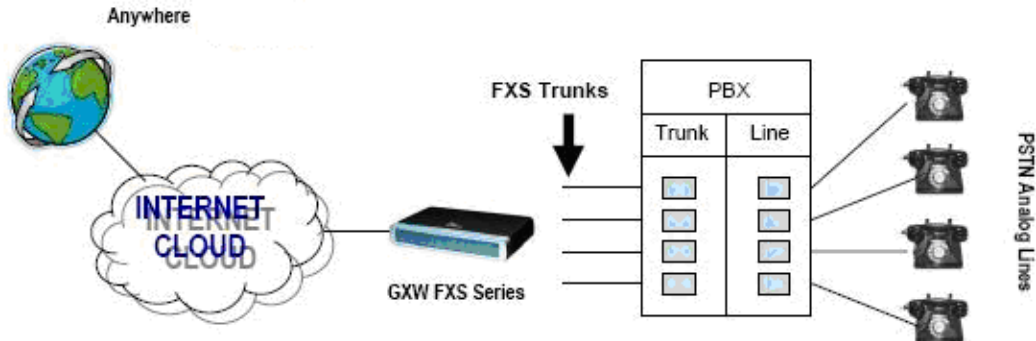 Anywhere
INTERNET
CLOUD
GXW FXS Series
FXS Trunks
PBX
Trunk
Line
PSTN Analog Lines